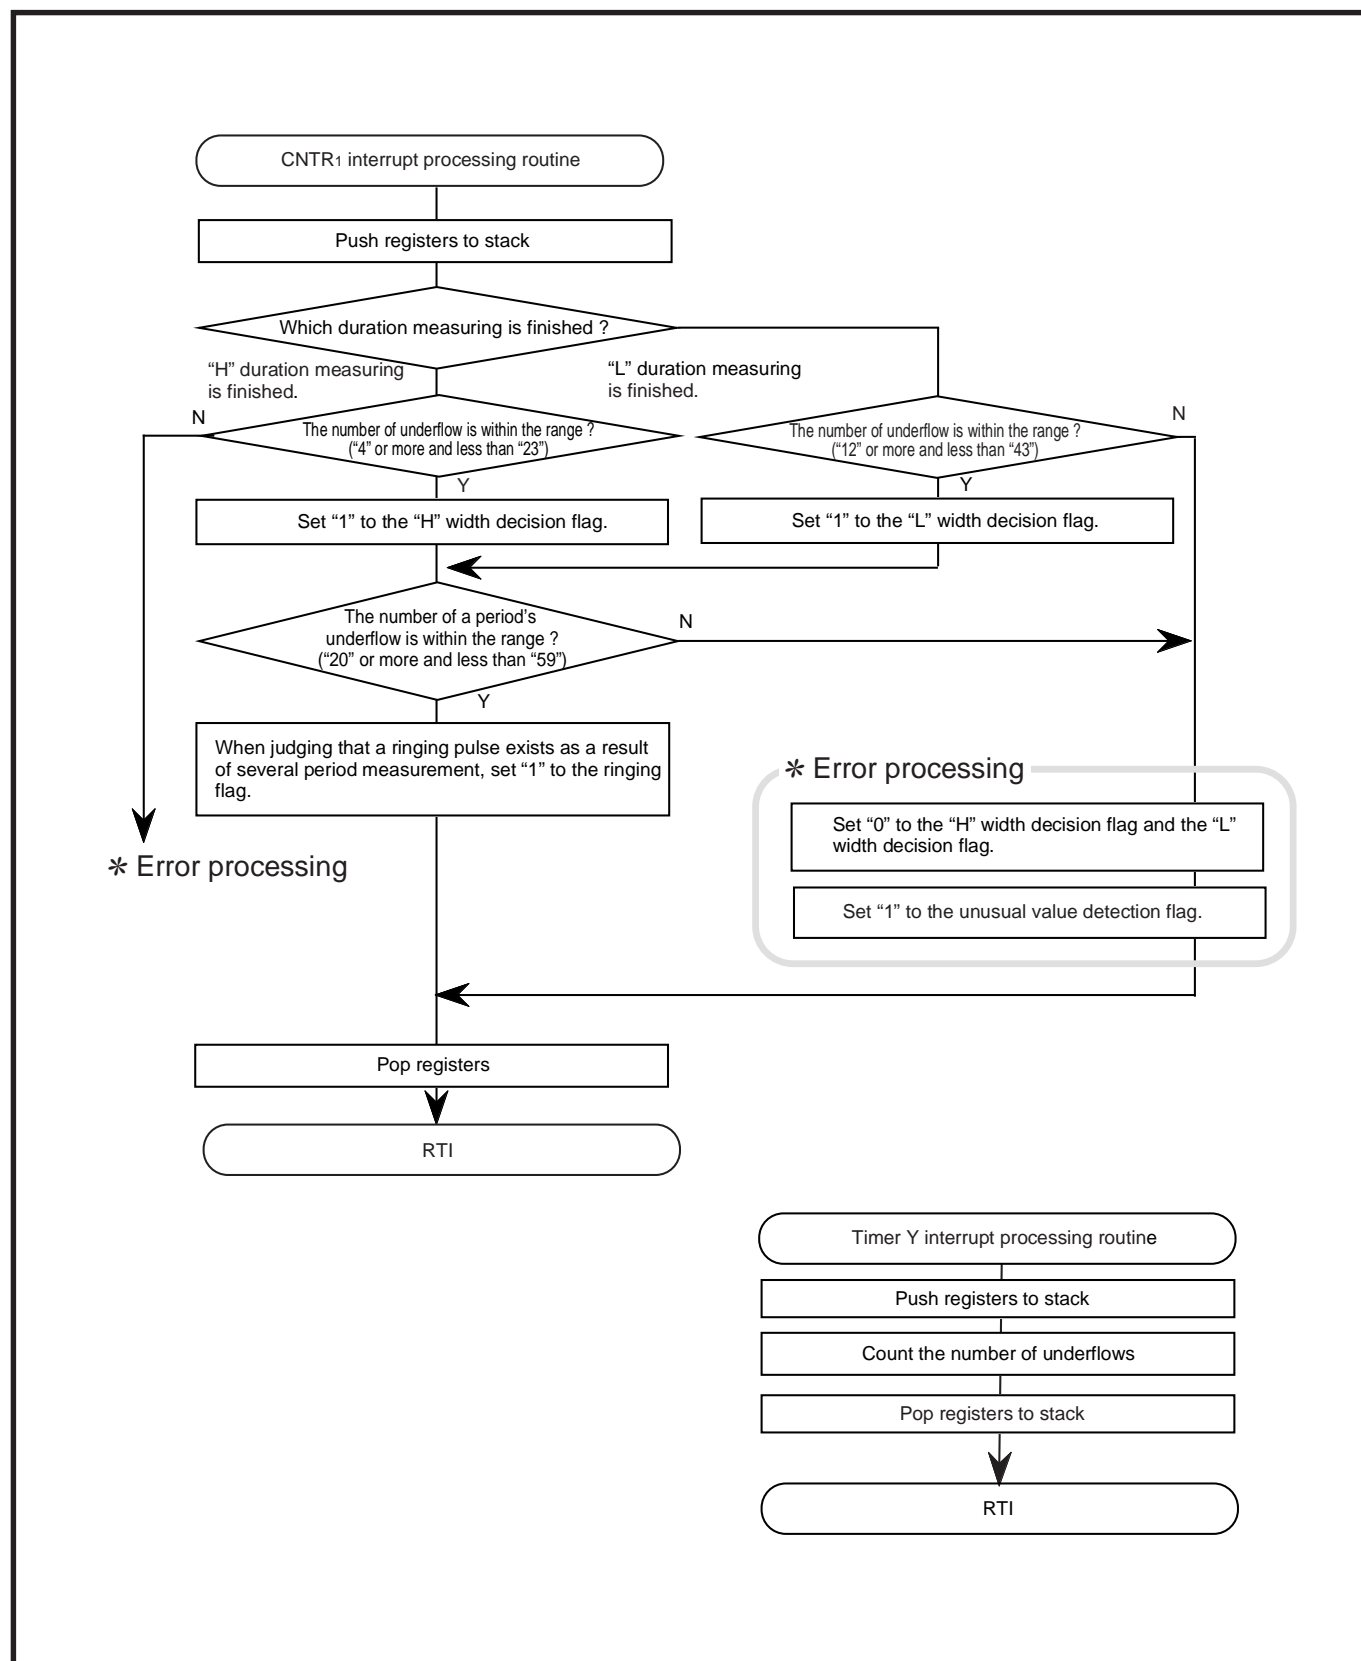 CNTR1 interrupt processing routine
Push registers to stack
Which duration measuring is finished ?
“H” duration measuring
is finished.
“L” duration measuring
is finished.
N
The number of underflow is within the range ?
(“4” or more and less than “23”)
N
The number of underflow is within the range ?
(“12” or more and less than “43”)
Y
Y
Set “1” to the “H” width decision flag.
Set “1” to the “L” width decision flag.
The number of a period’s
underflow is within the range ?
(“20” or more and less than “59”)
N
Y
When judging that a ringing pulse exists as a result
of several period measurement, set “1” to the ringing
flag.
* Error processing
Set “0” to the “H” width decision flag and the “L”
width decision flag.
* Error processing
Set “1” to the unusual value detection flag.
Pop registers
RTI
Timer Y interrupt processing routine
Push registers to stack
Count the number of underflows
Pop registers to stack
RTI